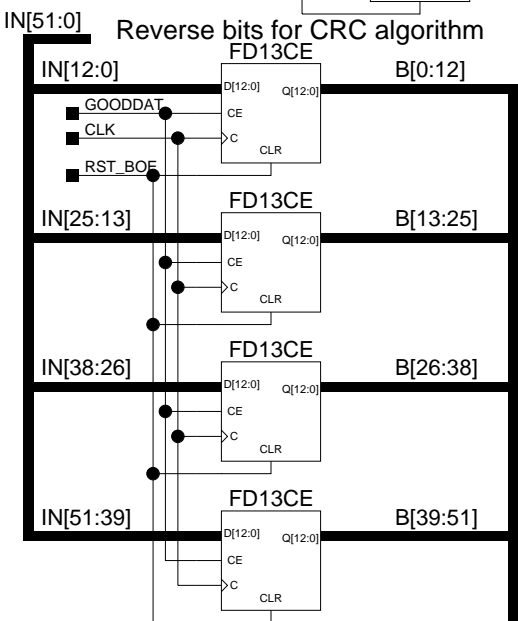 IN[51:0]
Reverse bits for CRC algorithm
FD13CE
IN[12:0]
B[0:12]
D[12:0]
Q[12:0]
GOODDAT
CE
CLK
C
CLR
RST_BOE
FD13CE
IN[25:13]
B[13:25]
D[12:0]
Q[12:0]
CE
C
CLR
FD13CE
IN[38:26]
B[26:38]
D[12:0]
Q[12:0]
CE
C
CLR
FD13CE
IN[51:39]
B[39:51]
D[12:0]
Q[12:0]
CE
C
CLR